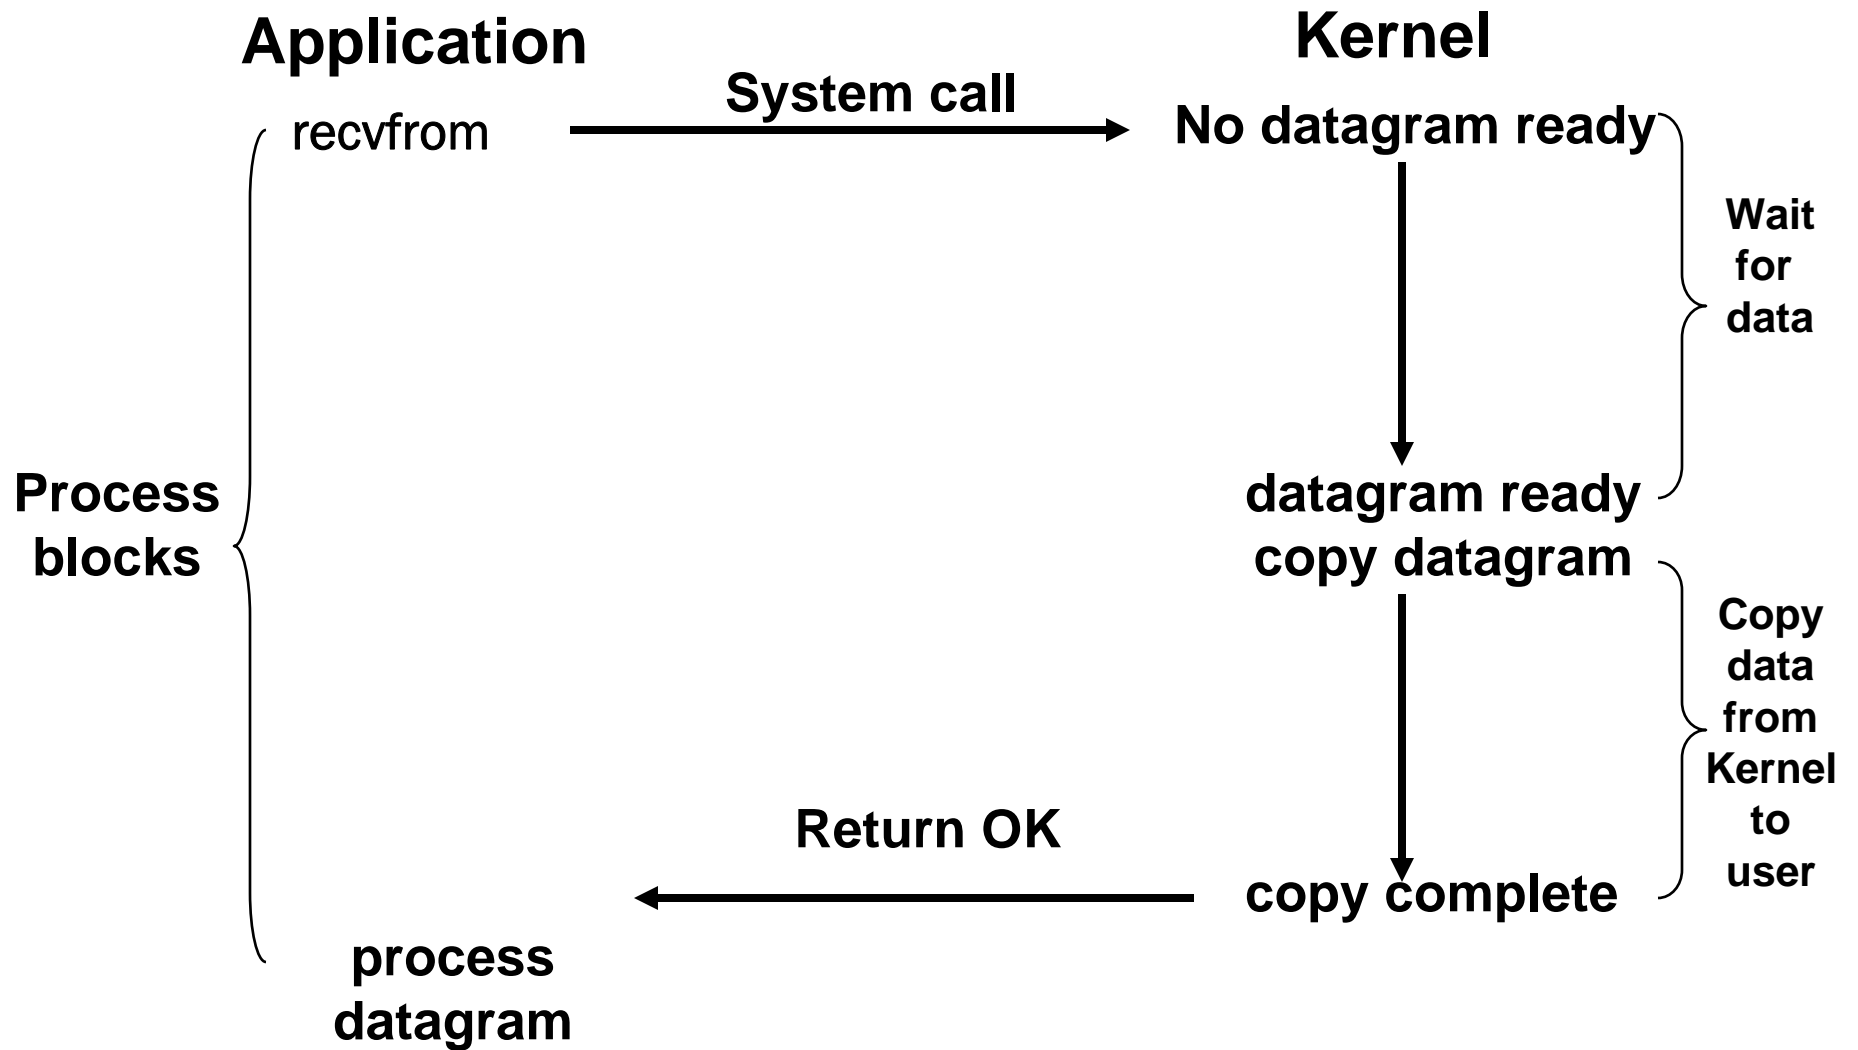 Application
Kernel
System call
recvfrom
No datagram ready
Wait
for
data
Process
blocks
datagram ready
copy datagram
Copy
data
from
Kernel
to
user
Return OK
copy complete
process
datagram